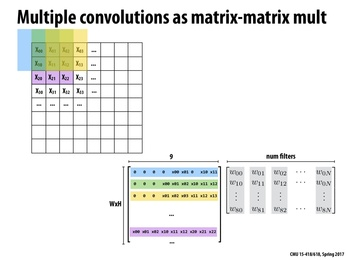 Multiple convolutions as matrix-matrix mult
X00 X01 X02 X03 ...
X10 X11 X12 X13 ...
X20 X21 X22 X23 ...
X30 X31 X32 X33 ...
... ... ... ...
9 num filters
WxH
0 0 0 0 x00 x01 0 x10 x11
0 0 0 x00 x01 x02 x10 x11 x12
0 0 0 x01 x02 x03 x11 x12 x13
...
x00 x01 x02 x10 x11 x12 x20 x21 x22
...
w00 w01 w02 ··· w0N
w10 w11 w12 ··· w1N
⋮ ⋮ ⋮ ⋮
w80 w81 w82 ··· w8N
CMU 15-418/618, Spring 2017